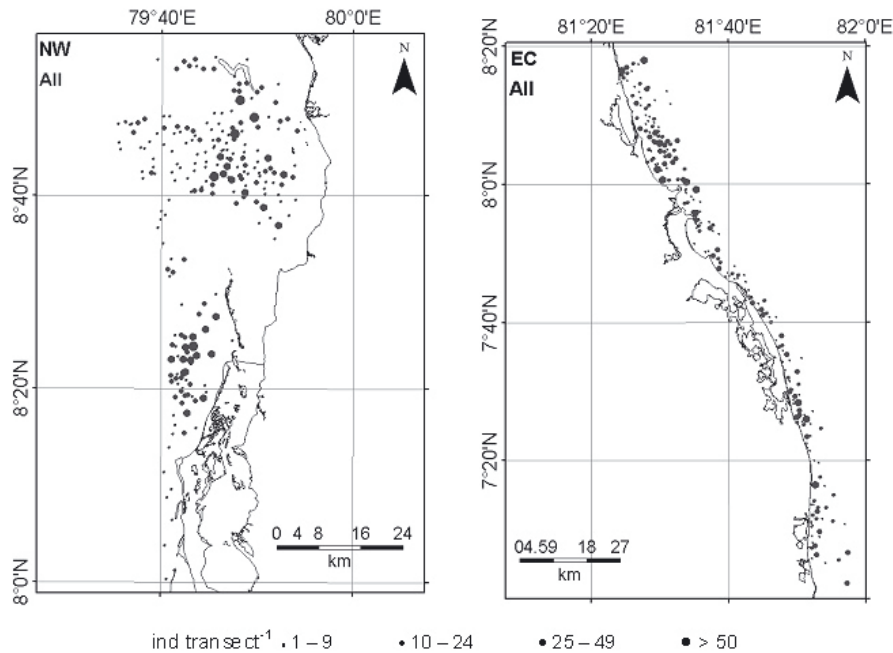 79°40'E 80°0'E
NW
All
N
8°40'N
8°20'N
8°0'N
0 4 8 16 24
km
81°20'E 81°40'E 82°0'E
8°20'N
EC
All
N
8°0'N
7°40'N
7°20'N
04.59 18 27
km
ind transect⁻¹ 1 – 9 10 – 24 25 – 49 > 50